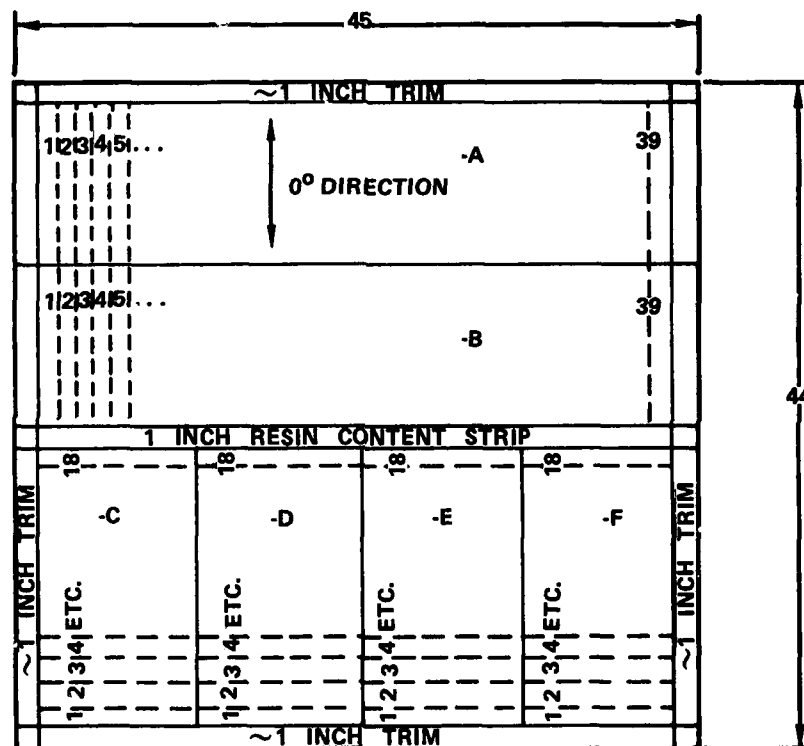 45
~1 INCH TRIM
1 2 3 4 5 ...
-A
39
0° DIRECTION
1 2 3 4 5 ...
39
-B
44
1 INCH RESIN CONTENT STRIP
18
18
18
18
-C
-D
-E
-F
~1 INCH TRIM
1 2 3 4 ETC.
1 2 3 4 ETC.
1 2 3 4 ETC.
1 2 3 4 ETC.
~1 INCH TRIM
~1 INCH TRIM